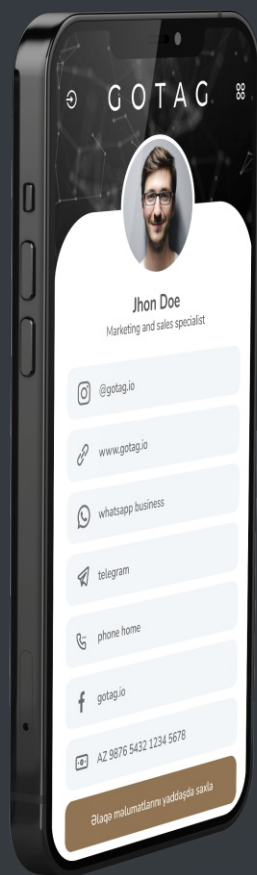 GOTAG
Jhon Doe
Marketing and sales specialist
@gotag.io
www.gotag.io
whatsapp business
telegram
phone home
gotag.io
AZ 9876 5432 1234 5678
Əlaqə məlumatlarını yaddaşda saxla